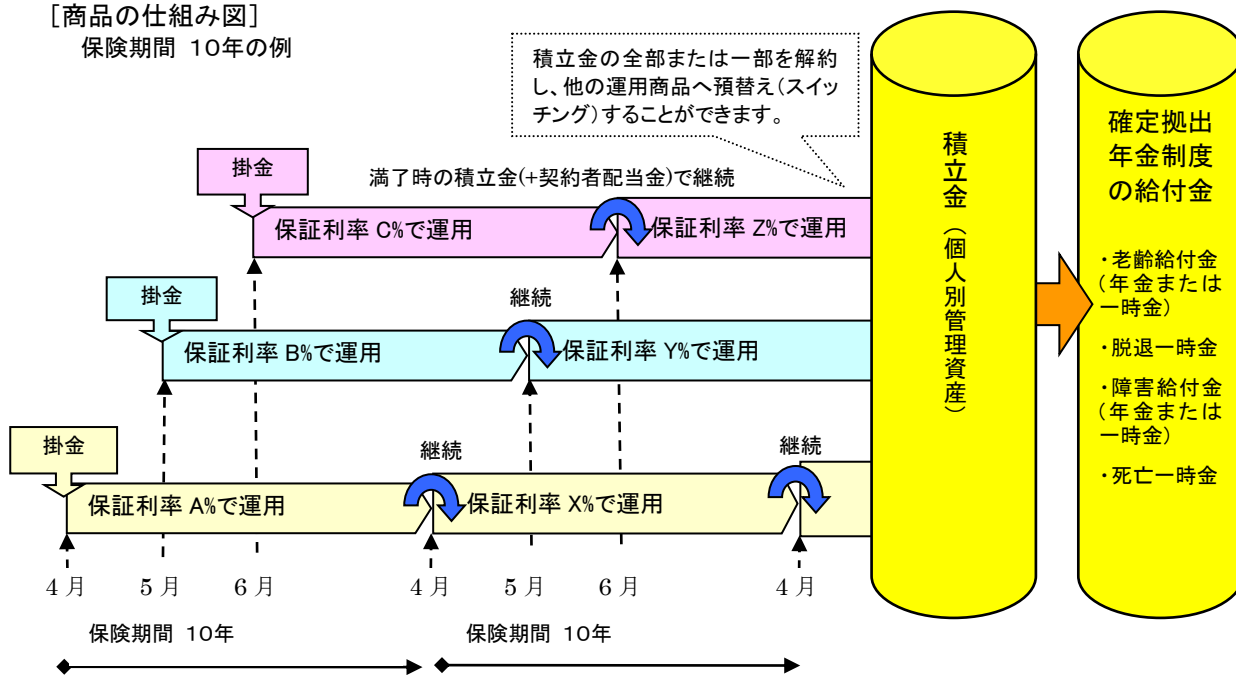 [商品の仕組み図]
保険期間 10年の例
積立金の全部または一部を解約
し、他の運用商品へ預替え(スイッ
チング)することができます。
掛金
満了時の積立金(+契約者配当金)で継続
保証利率 C%で運用
保証利率 Z%で運用
掛金
継続
保証利率 B%で運用
保証利率 Y%で運用
掛金
継続
継続
保証利率 A%で運用
保証利率 X%で運用
4月
5月
6月
4月
5月
6月
4月
保険期間 10年
保険期間 10年
積立金(個人別管理資産)
確定拠出
年金制度
の給付金
・老齢給付金
(年金または
一時金)
・脱退一時金
・障害給付金
(年金または
一時金)
・死亡一時金